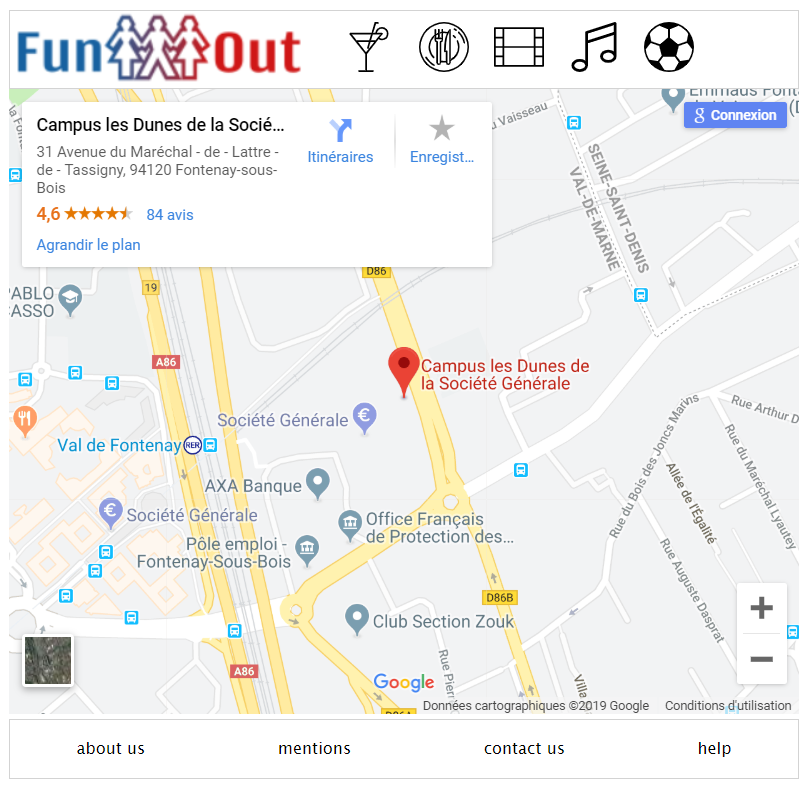 Fun Out
Emmaüs Font
du Vaisseau
Connexion
Campus les Dunes de la Socié...
31 Avenue du Maréchal - de - Lattre -
de - Tassigny, 94120 Fontenay-sous-
Bois
4,6 84 avis
Agrandir le plan
Itinéraires
Enregist...
SEINE-SAINT-DENIS
VAL-DE-MARNE
D86
19
PABLO
CASSO
A86
Campus les Dunes de
la Société Générale
Société Générale
Val de Fontenay RER
Rue Arthur D
Rue du Bois des Joncs Marins
Rue du Maréchal Lyautey
Allée de l'Égalité
AXA Banque
Société Générale
Office Français
de Protection des...
Pôle emploi -
Fontenay-Sous-Bois
Rue Auguste Dasprat
D86B
Club Section Zouk
A86
Rue Pierr
Villa
Google
D86A
Données cartographiques ©2019 Google Conditions d'utilisation
about us mentions contact us help